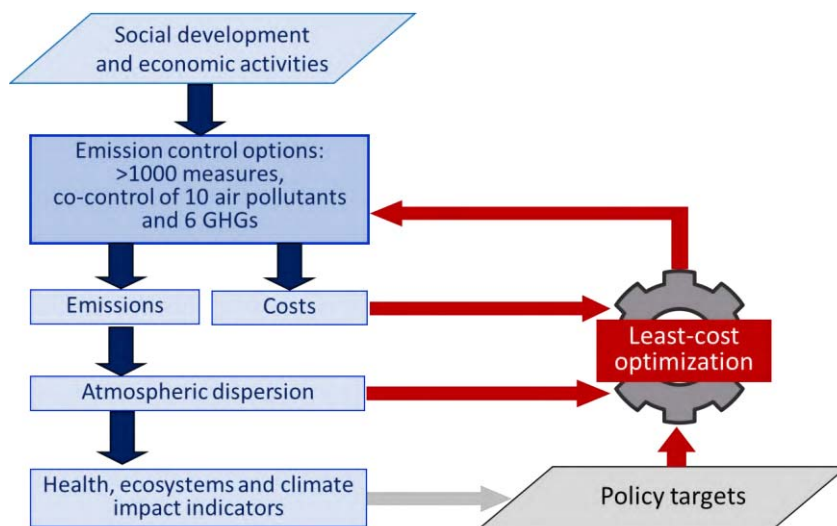 Social development
and economic activities
Emission control options:
>1000 measures,
co-control of 10 air pollutants
and 6 GHGs
Emissions
Costs
Least-cost
optimization
Atmospheric dispersion
Health, ecosystems and climate
impact indicators
Policy targets